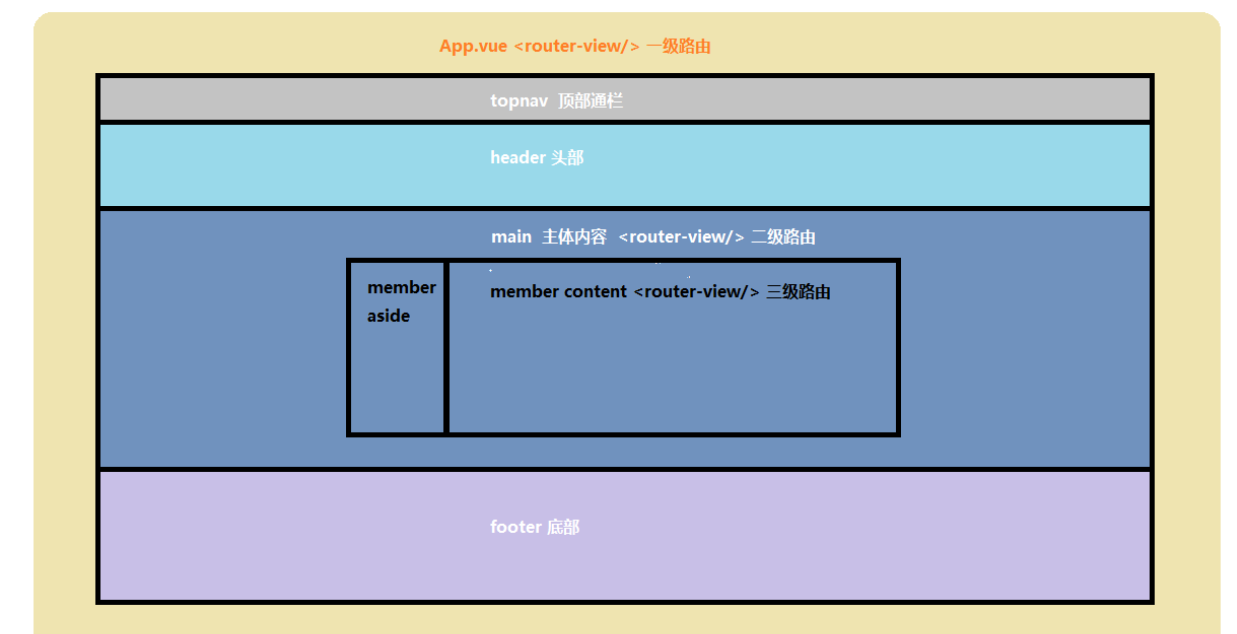 App.vue <router-view/> 一级路由
topnav 顶部通栏
header 头部
main 主体内容 <router-view/> 二级路由
member
aside
member content <router-view/> 三级路由
footer 底部